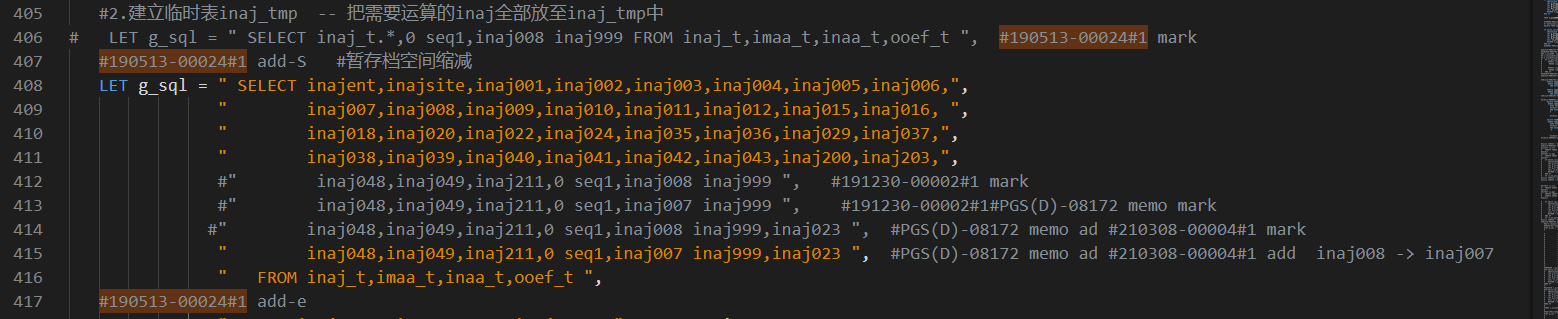 405 #2.建立临时表inaj_tmp -- 把需要运算的inaj全部放至inaj_tmp中
406 # LET g_sql = " SELECT inaj_t.*,0 seq1,inaj008 inaj999 FROM inaj_t,imaa_t,inaa_t,ooef_t ", #190513-00024#1 mark
407 #190513-00024#1 add-S #暂存档空间缩减
408 LET g_sql = " SELECT inajent,inajsite,inaj001,inaj002,inaj003,inaj004,inaj005,inaj006,",
409 " inaj007,inaj008,inaj009,inaj010,inaj011,inaj012,inaj015,inaj016, ",
410 " inaj018,inaj020,inaj022,inaj024,inaj035,inaj036,inaj029,inaj037,",
411 " inaj038,inaj039,inaj040,inaj041,inaj042,inaj043,inaj200,inaj203,",
412 #" inaj048,inaj049,inaj211,0 seq1,inaj008 inaj999 ", #191230-00002#1 mark
413 #" inaj048,inaj049,inaj211,0 seq1,inaj007 inaj999 ", #191230-00002#1#PGS(D)-08172 memo mark
414 #" inaj048,inaj049,inaj211,0 seq1,inaj008 inaj999,inaj023 ", #PGS(D)-08172 memo ad #210308-00004#1 mark
415 " inaj048,inaj049,inaj211,0 seq1,inaj007 inaj999,inaj023 ", #PGS(D)-08172 memo ad #210308-00004#1 add inaj008 -> inaj007
416 " FROM inaj_t,imaa_t,inaa_t,ooef_t ",
417 #190513-00024#1 add-e